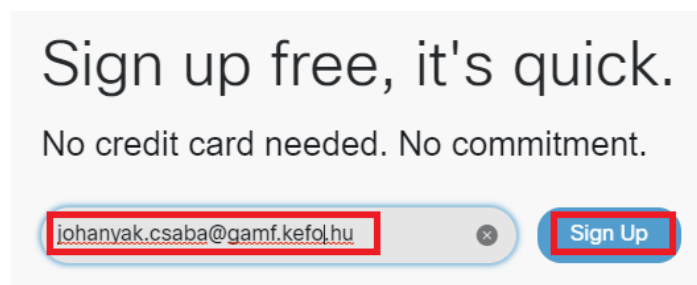 Sign up free, it's quick.
No credit card needed. No commitment.
johanyak.csaba@gamf.kefo.hu
Sign Up